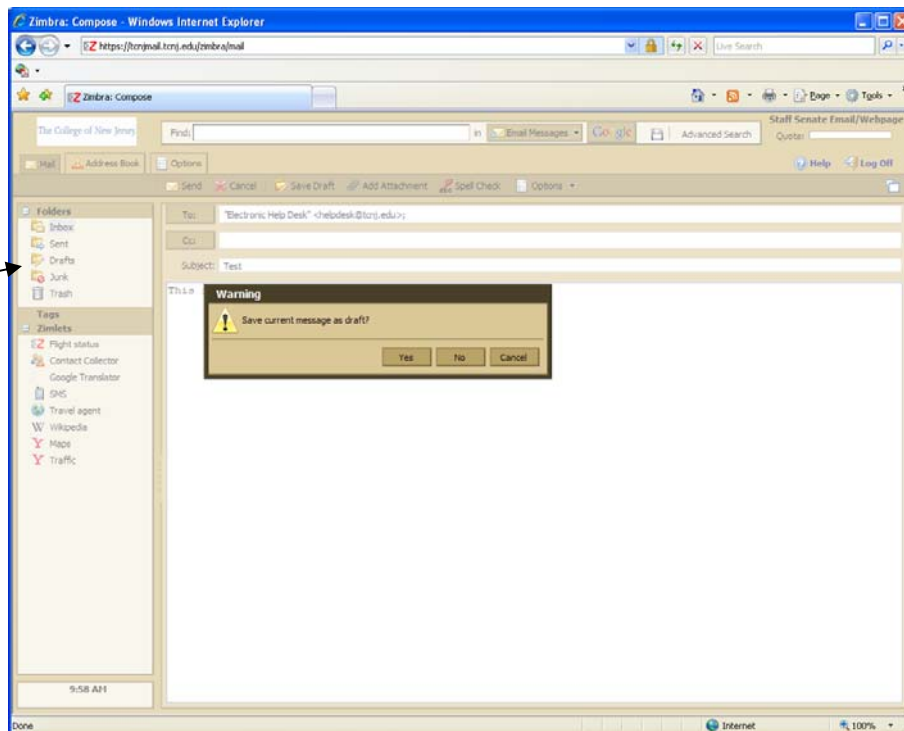 Zimbra: Compose - Windows Internet Explorer
https://tcnjmail.tcnj.edu/zimbra/mail
Live Search
Zimbra: Compose
Page Tools
The College of New Jersey
Find:
in Email Messages Google Advanced Search
Staff Senate Email/Webpage
Quota:
Mail Address Book Options
Help Log Off
Send Cancel Save Draft Add Attachment Spell Check Options
Folders
Inbox
Sent
Drafts
Junk
Trash
Tags
Zimlets
Flight status
Contact Collector
Google Translator
SMS
Travel agent
Wikipedia
Maps
Traffic
9:58 AM
To: "Electronic Help Desk" <helpdesk@tcnj.edu>;
Cc:
Subject: Test
This
Warning
Save current message as draft?
Yes No Cancel
Done
Internet
100%